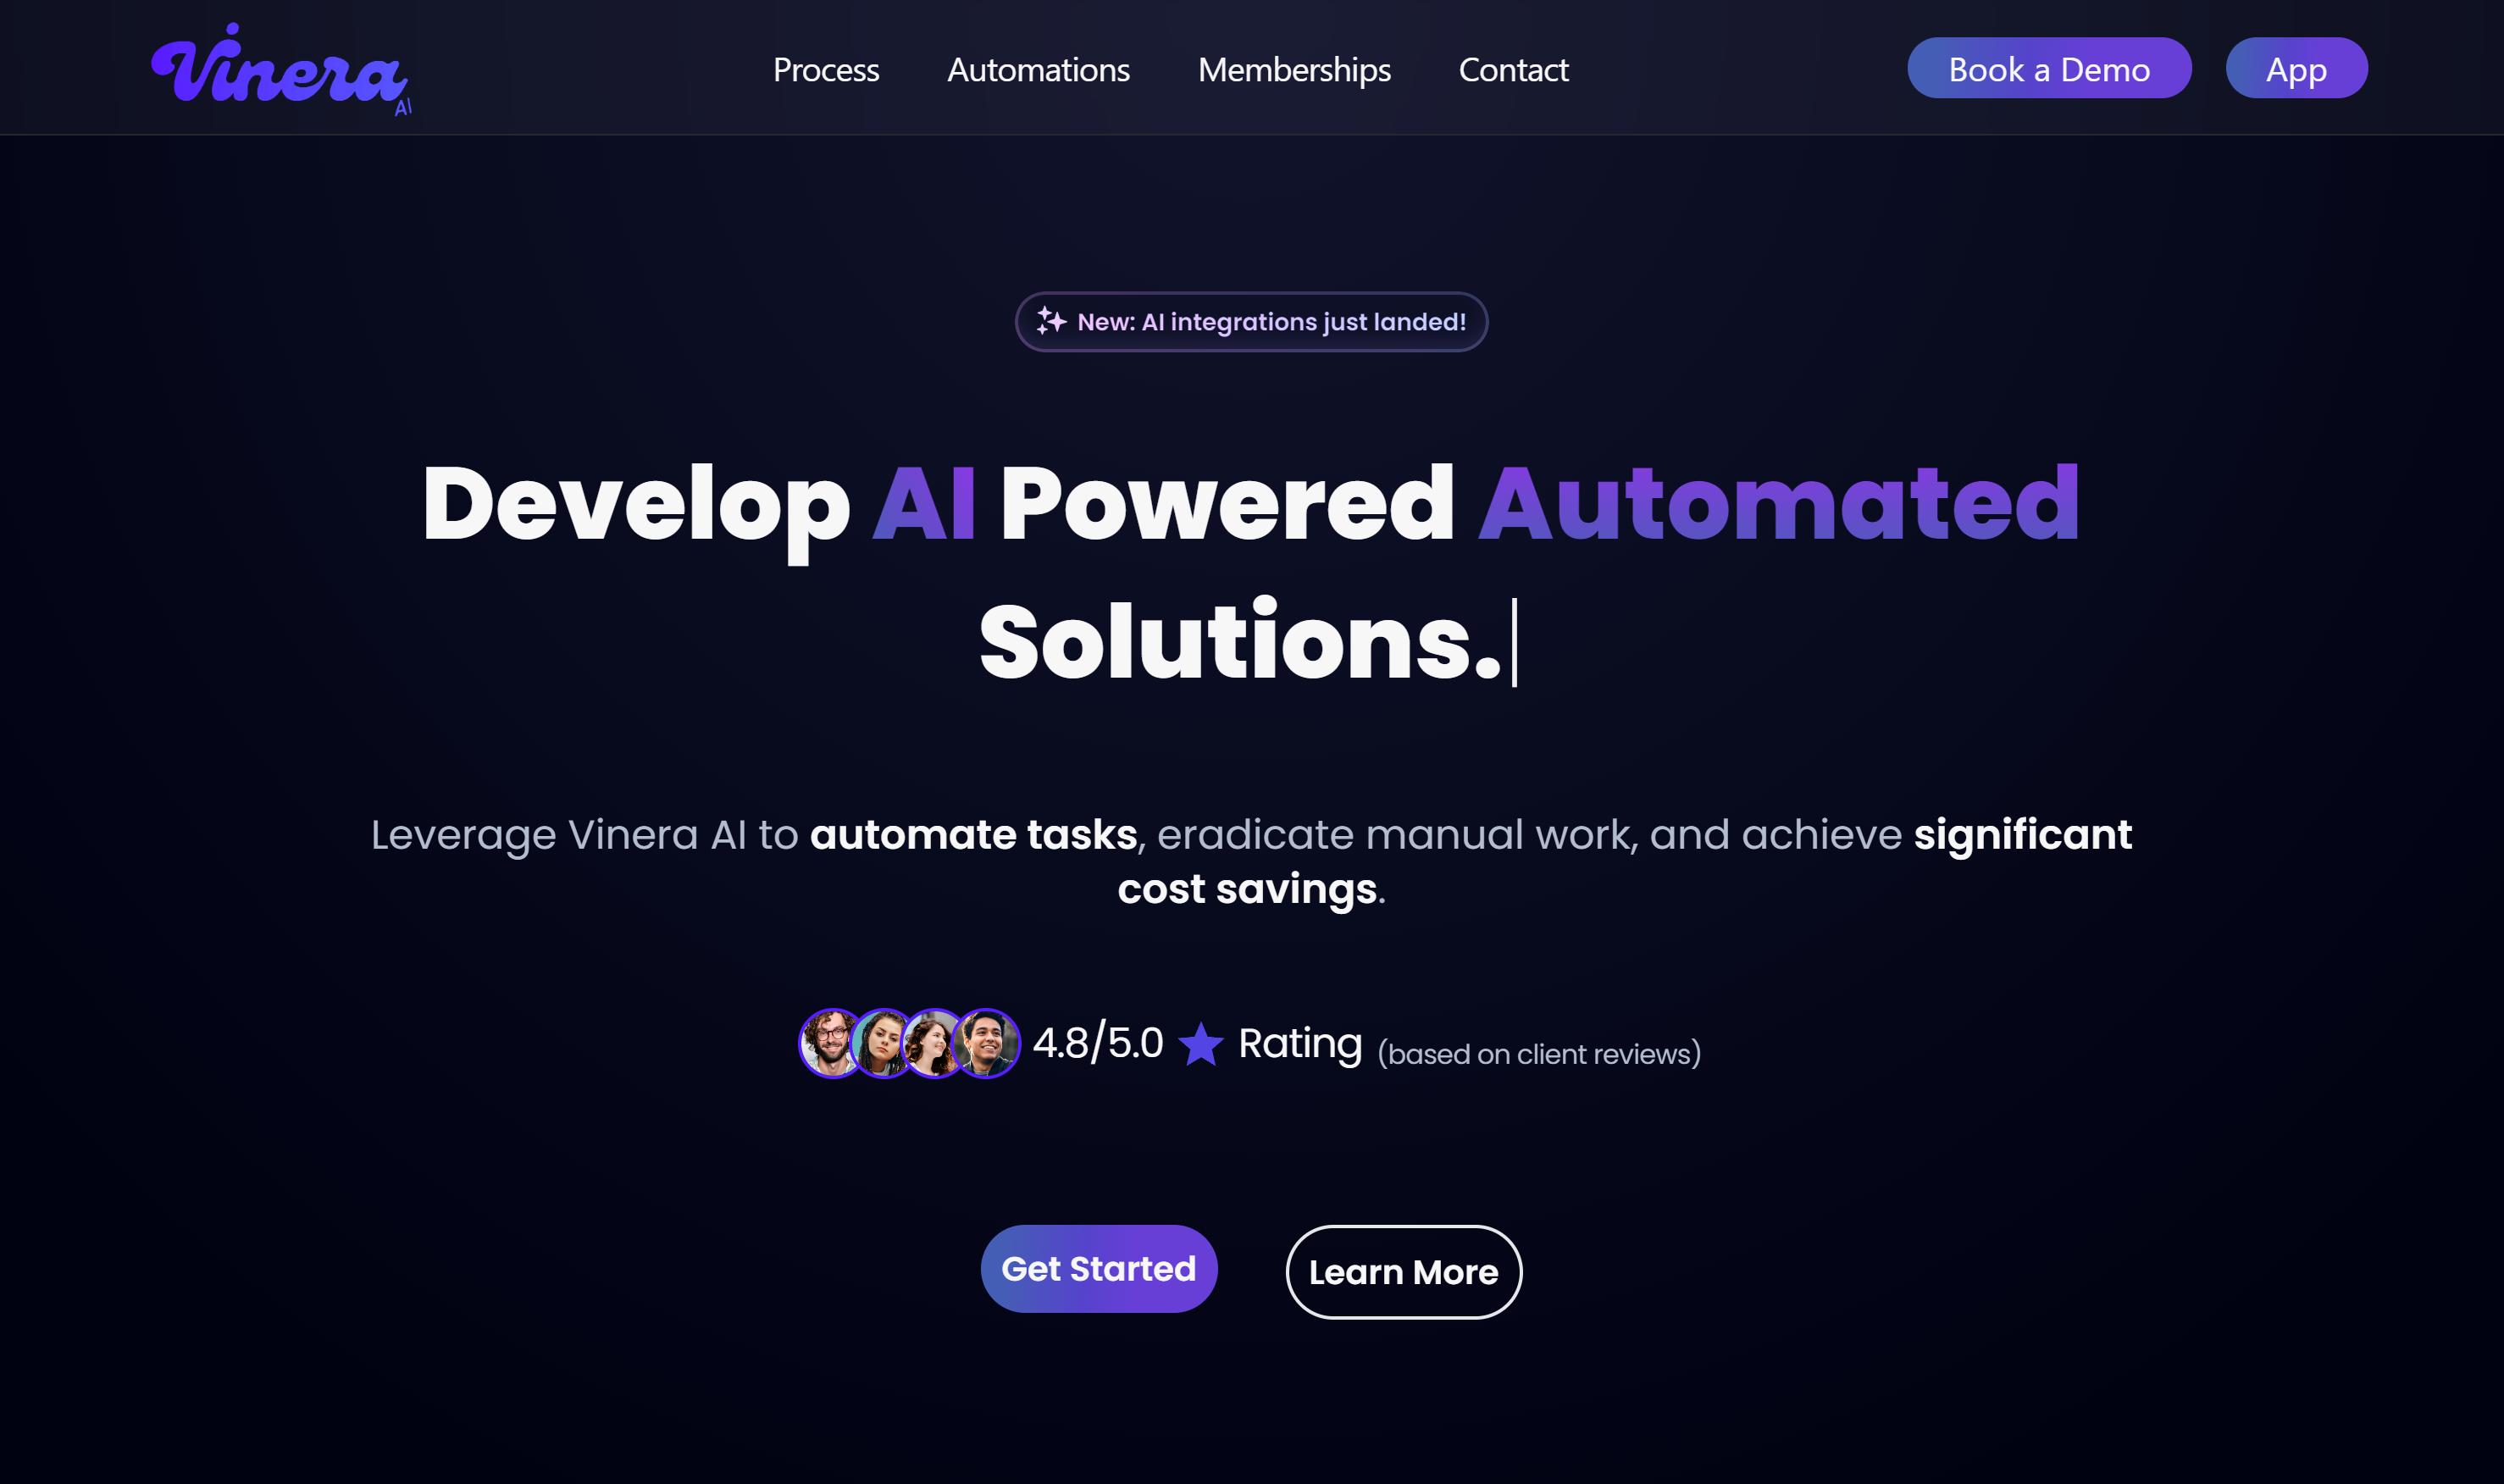 Vinera AI
Process
Automations
Memberships
Contact
Book a Demo
App
New: AI integrations just landed!
Develop AI Powered Automated
Solutions.
Leverage Vinera AI to automate tasks, eradicate manual work, and achieve significant
cost savings.
4.8/5.0 Rating (based on client reviews)
Get Started
Learn More